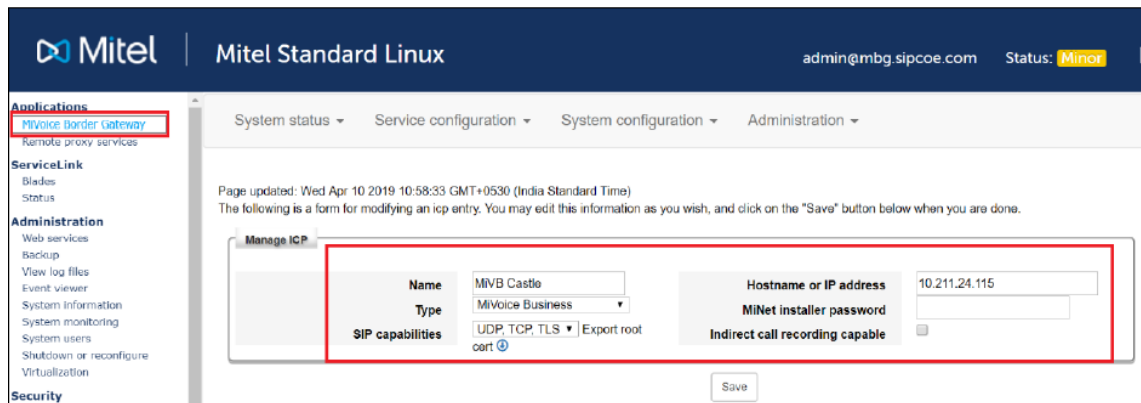 Mitel
Mitel Standard Linux
admin@mbg.sipcoe.com Status: Minor
Applications
MiVoice Border Gateway
Remote proxy services
ServiceLink
Blades
Status
Administration
Web services
Backup
View log files
Event viewer
System information
System monitoring
System users
Shutdown or reconfigure
Virtualization
Security
System status Service configuration System configuration Administration
Page updated: Wed Apr 10 2019 10:58:33 GMT+0530 (India Standard Time)
The following is a form for modifying an icp entry. You may edit this information as you wish, and click on the "Save" button below when you are done.
Manage ICP
Name MiVB Castle Hostname or IP address 10.211.24.115
Type MiVoice Business MiNet installer password
SIP capabilities UDP, TCP, TLS Export root Indirect call recording capable
cert
Save